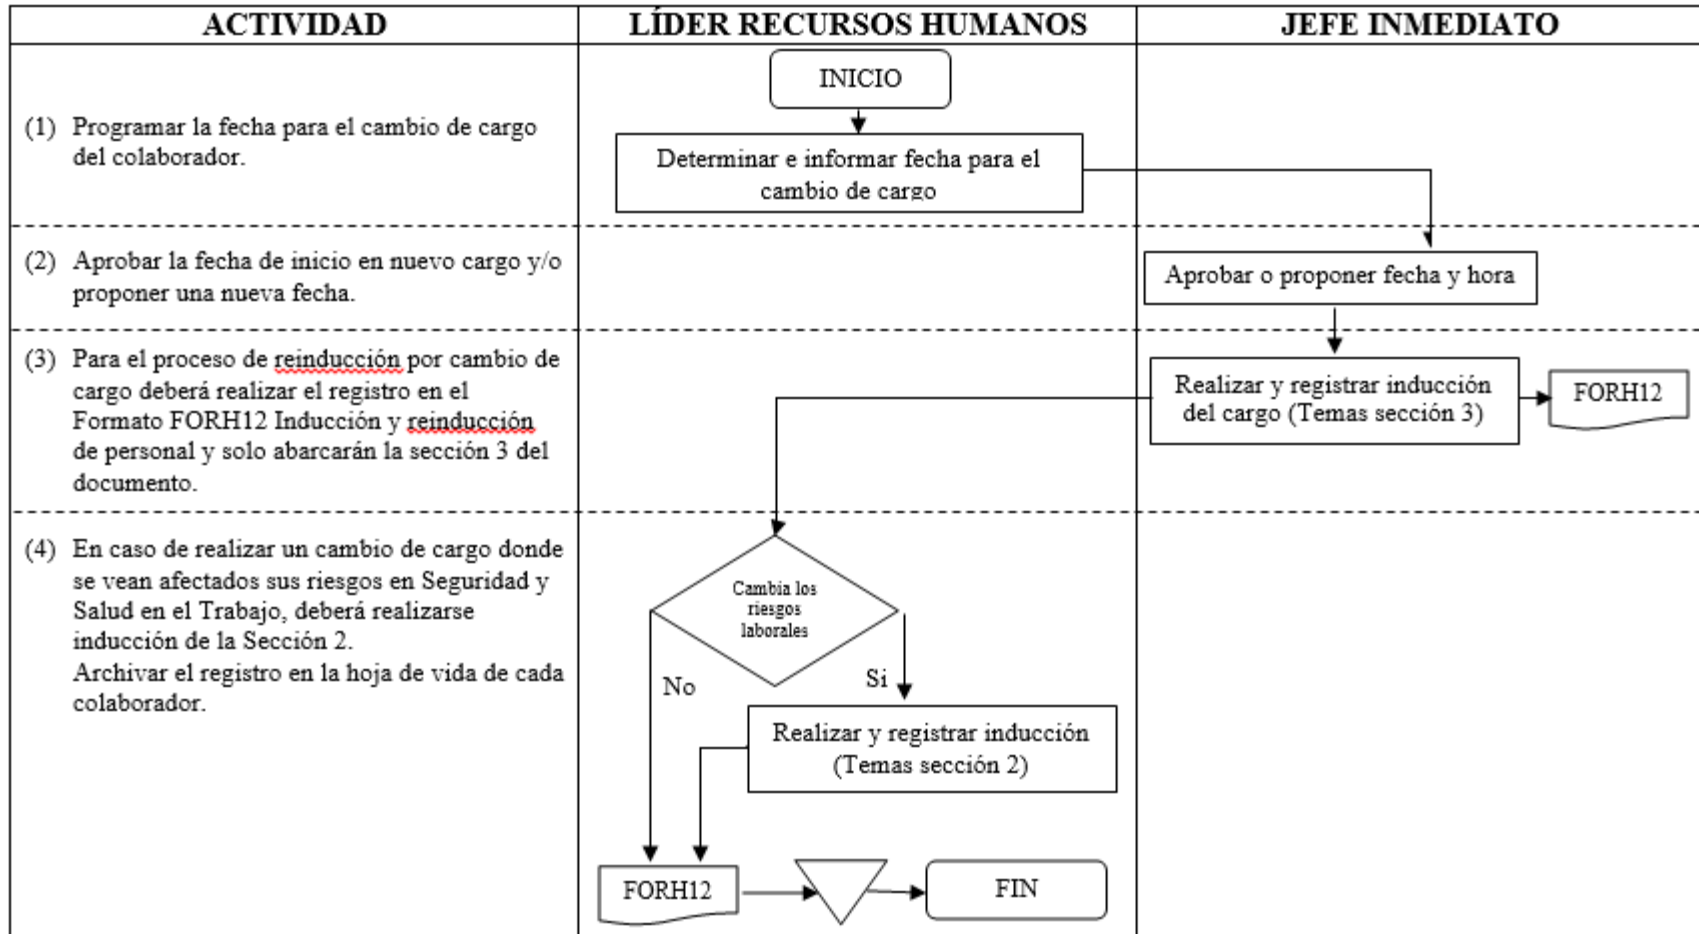 ACTIVIDAD
LÍDER RECURSOS HUMANOS
JEFE INMEDIATO
(1) Programar la fecha para el cambio de cargo
del colaborador.
INICIO
Determinar e informar fecha para el
cambio de cargo
(2) Aprobar la fecha de inicio en nuevo cargo y/o
proponer una nueva fecha.
Aprobar o proponer fecha y hora
(3) Para el proceso de reinducción por cambio de
cargo deberá realizar el registro en el
Formato FORH12 Inducción y reinducción
de personal y solo abarcarán la sección 3 del
documento.
Realizar y registrar inducción
del cargo (Temas sección 3)
FORH12
(4) En caso de realizar un cambio de cargo donde
se vean afectados sus riesgos en Seguridad y
Salud en el Trabajo, deberá realizarse
inducción de la Sección 2.
Archivar el registro en la hoja de vida de cada
colaborador.
Cambia los
riesgos
laborales
No
Si
Realizar y registrar inducción
(Temas sección 2)
FORH12
FIN